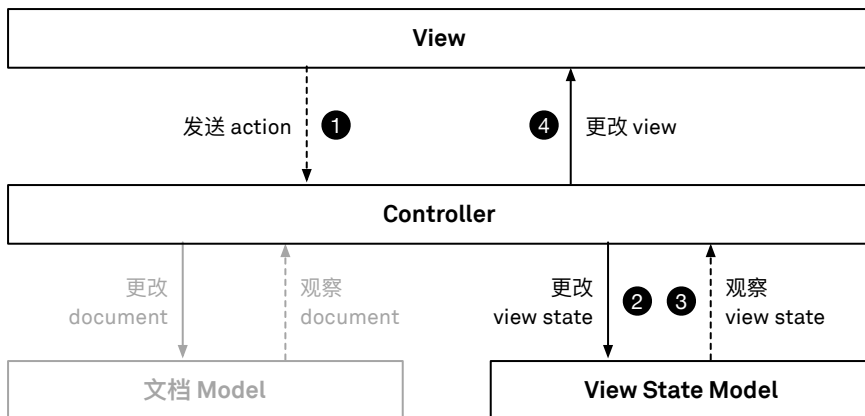 View
发送 action 1
4 更改 view
Controller
更改
document
观察
document
更改
view state
2 3
观察
view state
文档 Model
View State Model